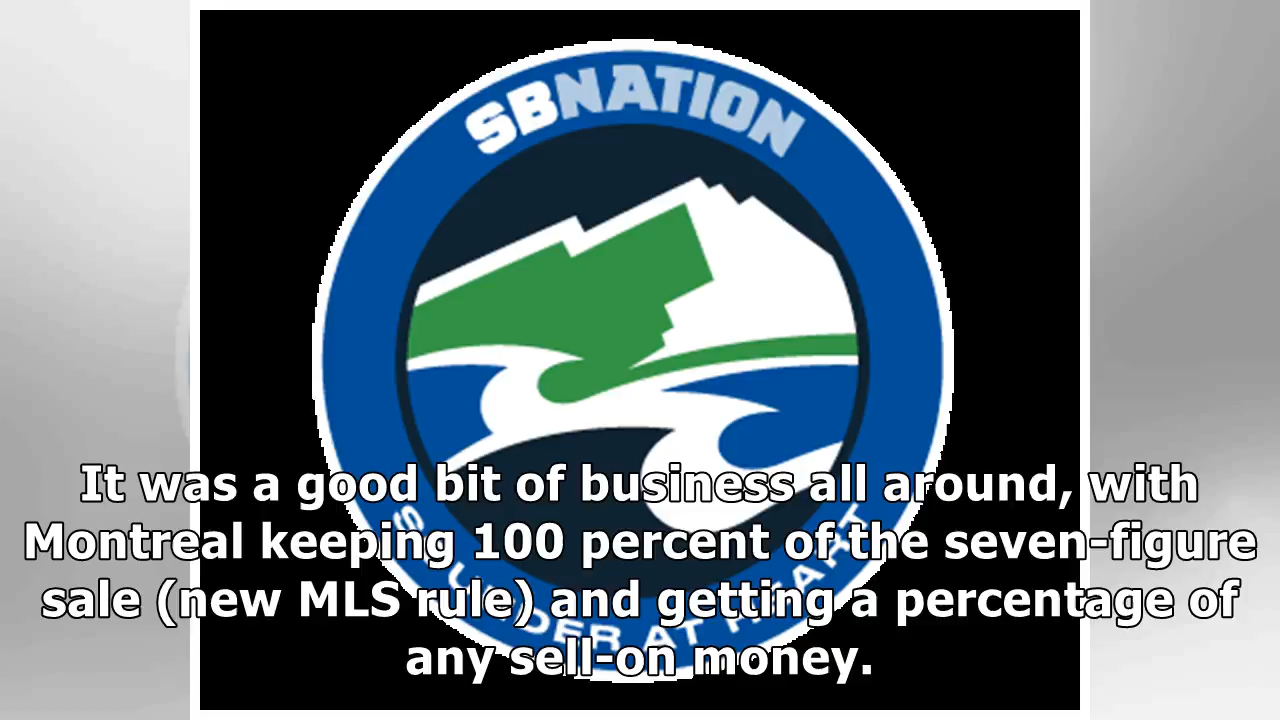 SBNATION
It was a good bit of business all around, with
Montreal keeping 100 percent of the seven-figure
sale (new MLS rule) and getting a percentage of
any sell-on money.
AT